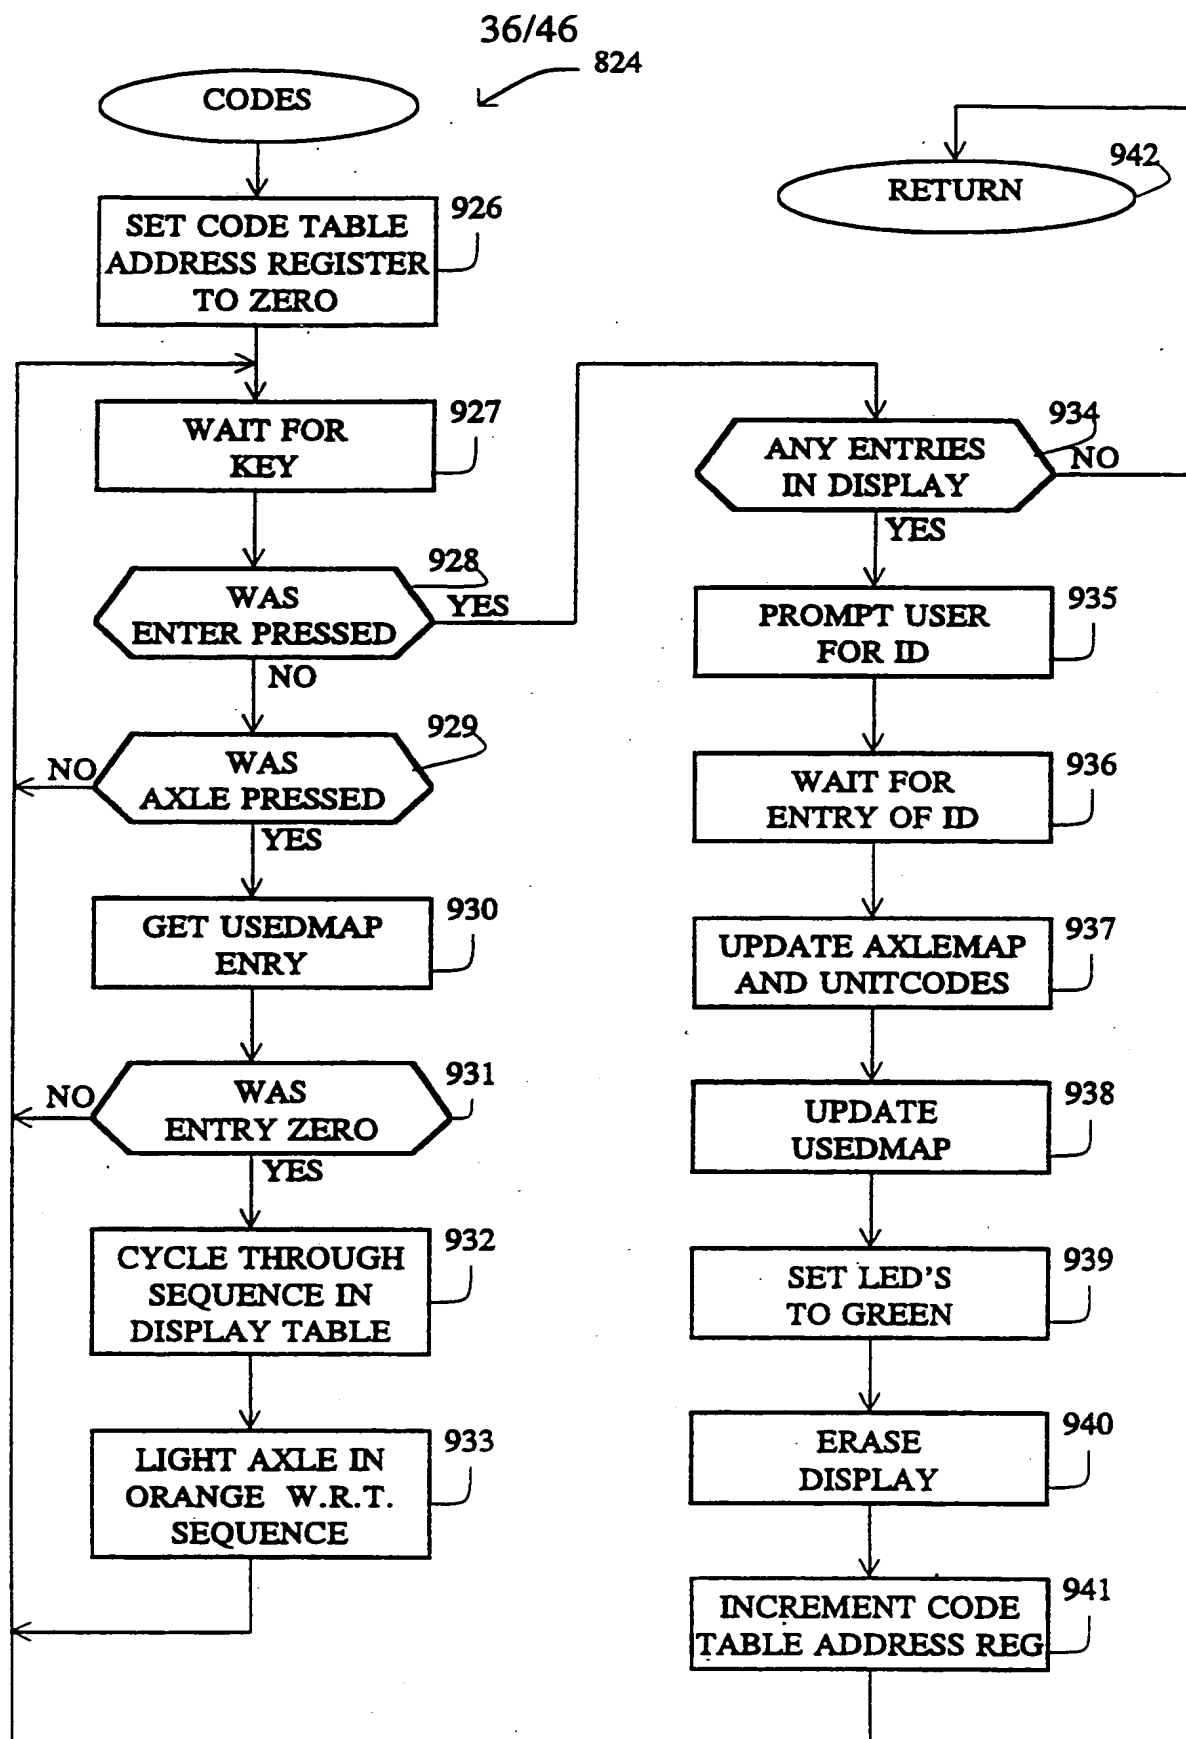 36/46
824
CODES
926
SET CODE TABLE
ADDRESS REGISTER
TO ZERO
927
WAIT FOR
KEY
928
WAS
ENTER PRESSED
YES
NO
929
WAS
AXLE PRESSED
NO
YES
930
GET USEDMAP
ENRY
931
WAS
ENTRY ZERO
NO
YES
932
CYCLE THROUGH
SEQUENCE IN
DISPLAY TABLE
933
LIGHT AXLE IN
ORANGE W.R.T.
SEQUENCE
942
RETURN
934
ANY ENTRIES
IN DISPLAY
NO
YES
935
PROMPT USER
FOR ID
936
WAIT FOR
ENTRY OF ID
937
UPDATE AXLEMAP
AND UNITCODES
938
UPDATE
USEDMAP
939
SET LED'S
TO GREEN
940
ERASE
DISPLAY
941
INCREMENT CODE
TABLE ADDRESS REG